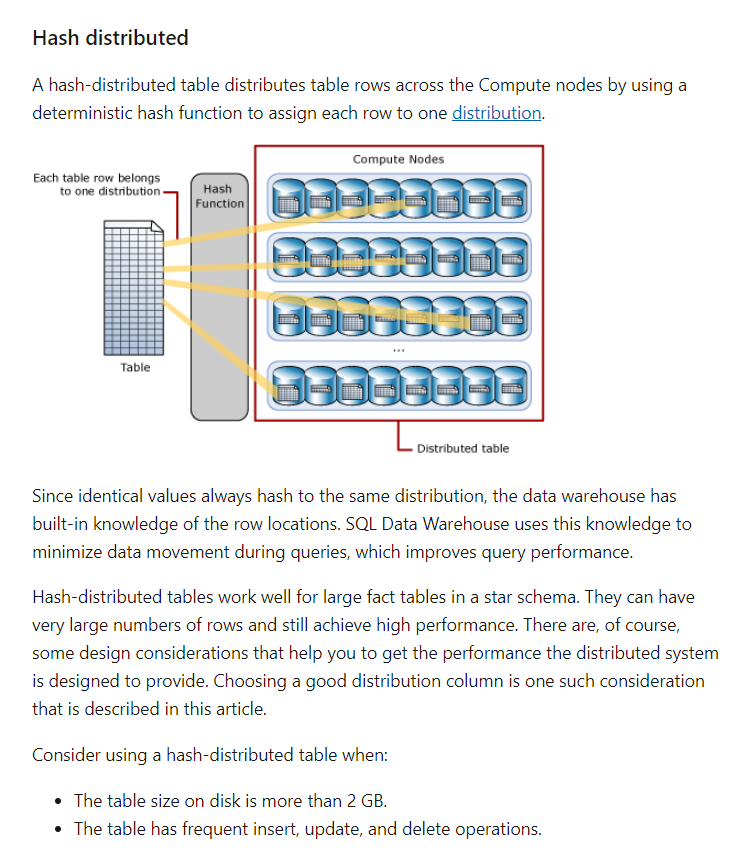 Hash distributed
A hash-distributed table distributes table rows across the Compute nodes by using a
deterministic hash function to assign each row to one distribution.
Each table row belongs
to one distribution
Hash
Function
Compute Nodes
...
Table
Distributed table
Since identical values always hash to the same distribution, the data warehouse has
built-in knowledge of the row locations. SQL Data Warehouse uses this knowledge to
minimize data movement during queries, which improves query performance.
Hash-distributed tables work well for large fact tables in a star schema. They can have
very large numbers of rows and still achieve high performance. There are, of course,
some design considerations that help you to get the performance the distributed system
is designed to provide. Choosing a good distribution column is one such consideration
that is described in this article.
Consider using a hash-distributed table when:
• The table size on disk is more than 2 GB.
• The table has frequent insert, update, and delete operations.